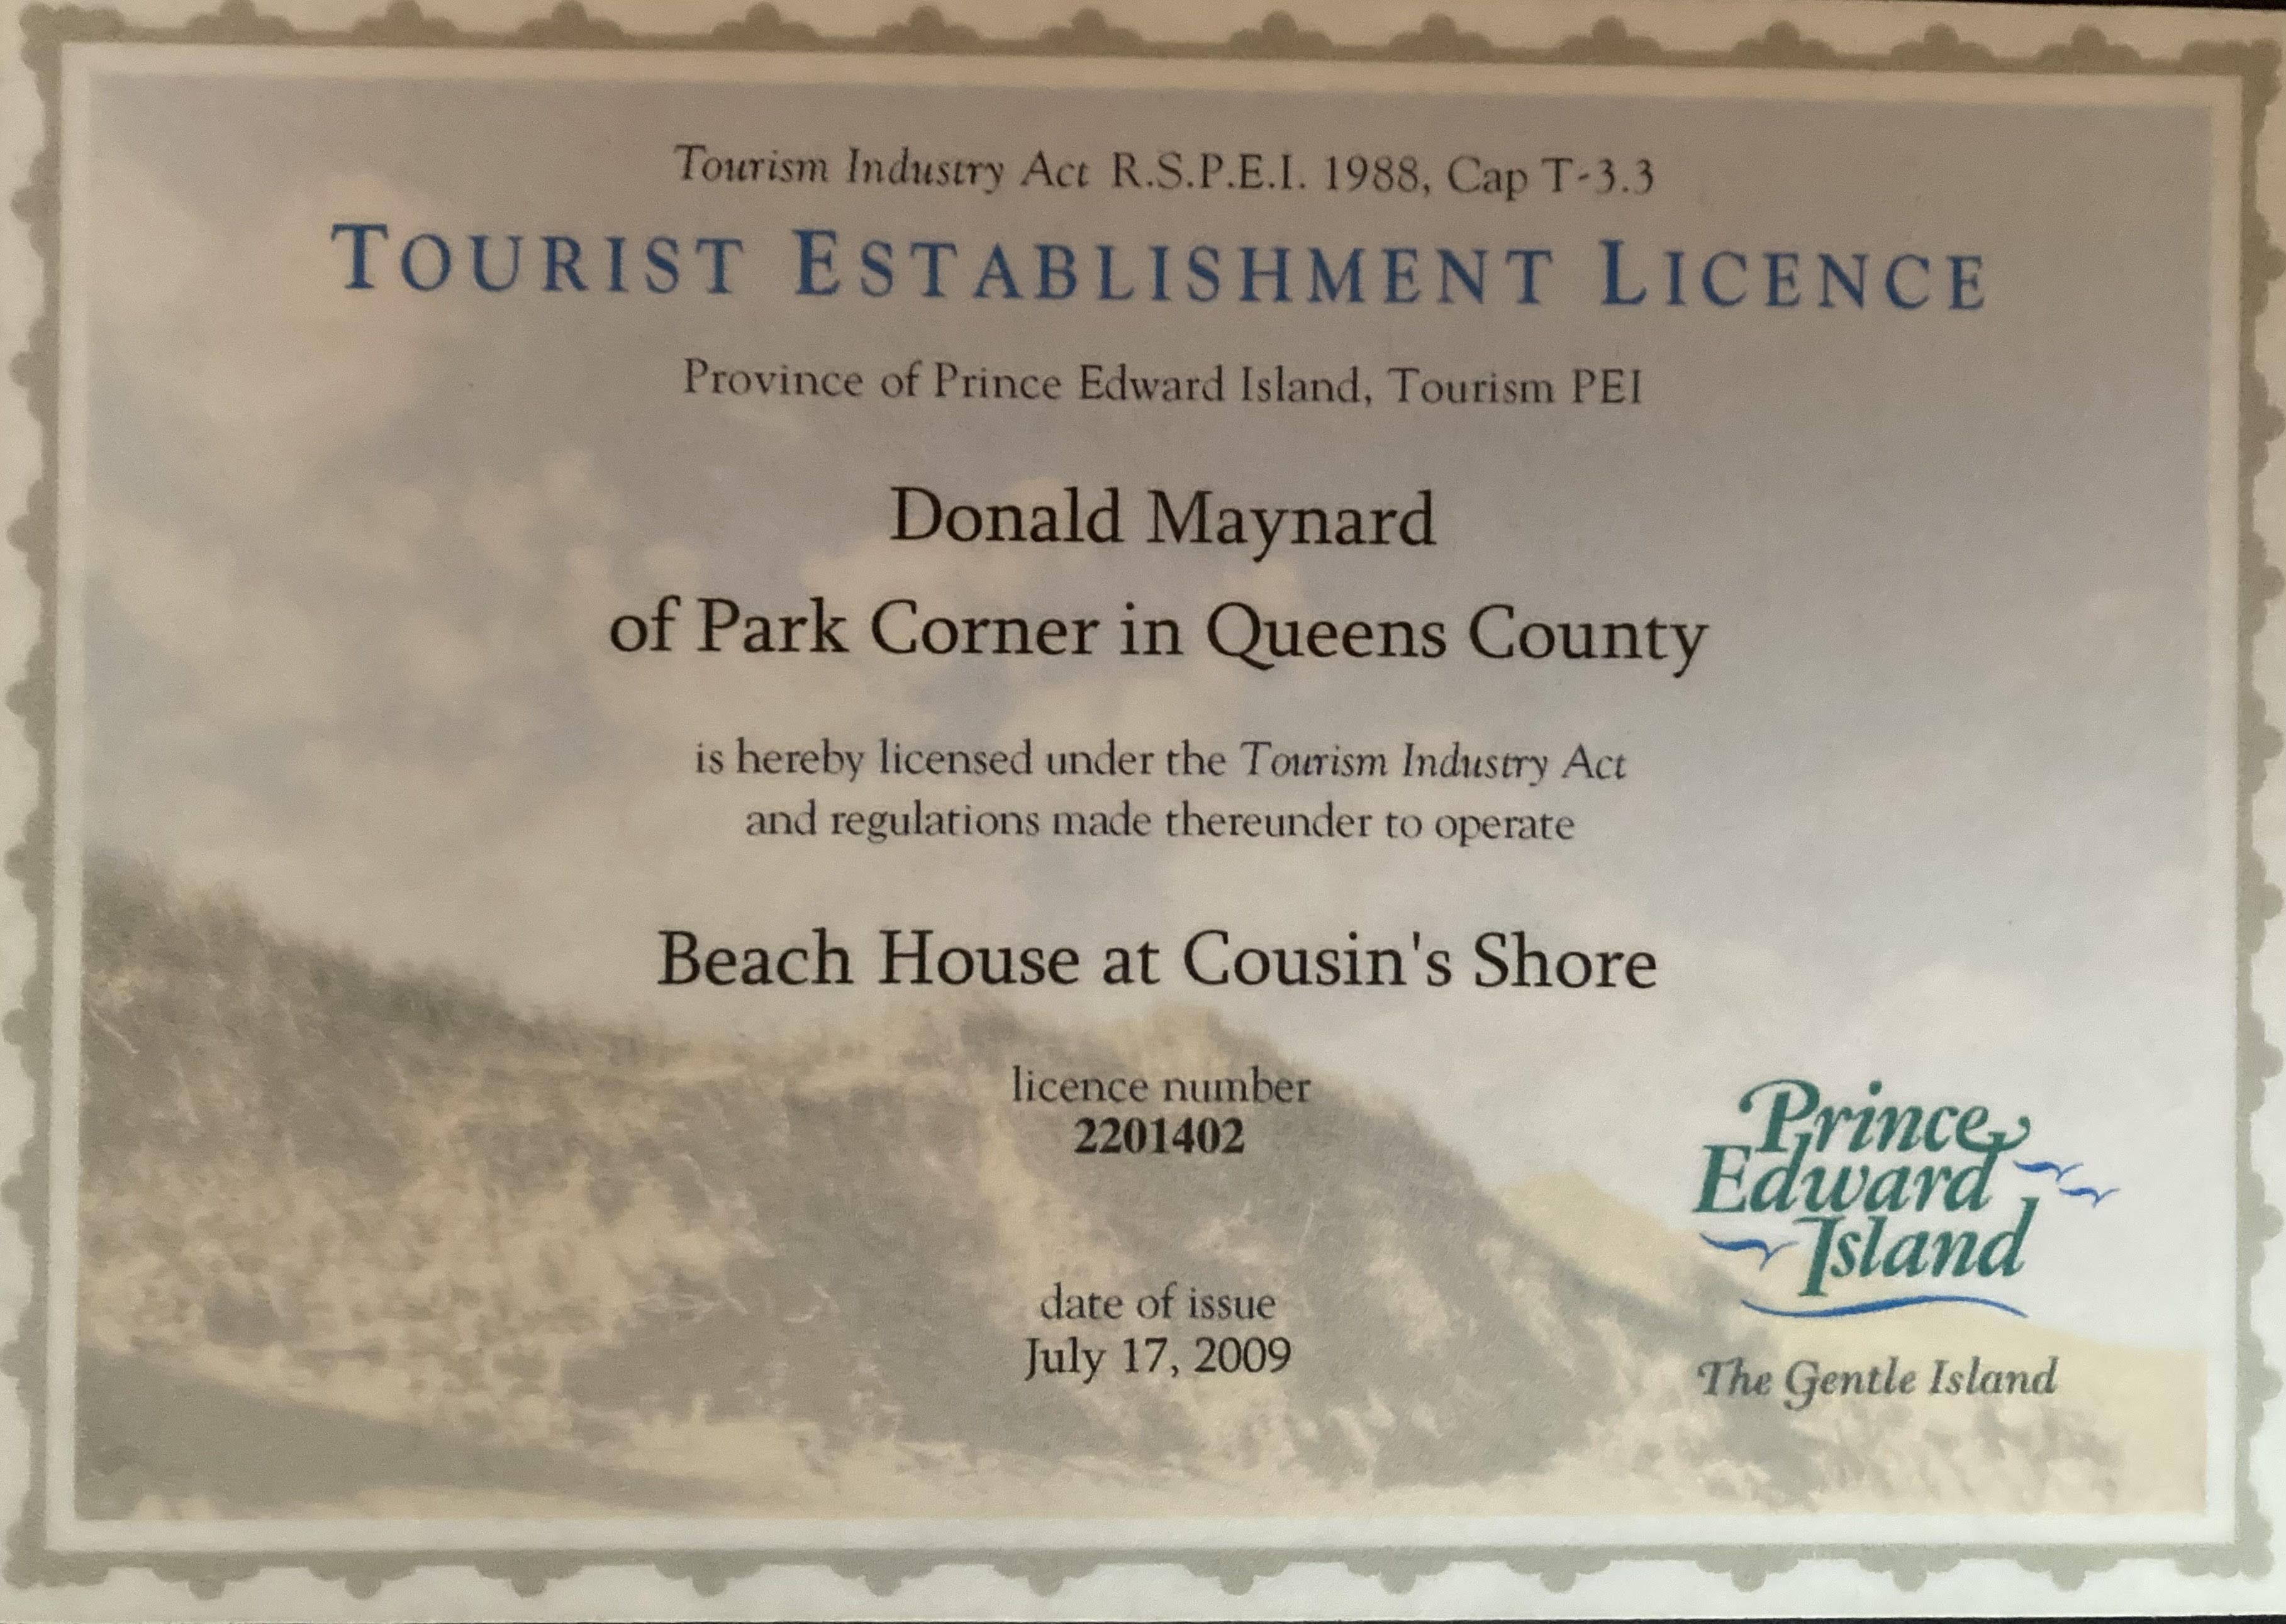 Tourism Industry Act R.S.P.E.I. 1988, Cap T-3.3
TOURIST ESTABLISHMENT LICENCE
Province of Prince Edward Island, Tourism PEI
Donald Maynard
of Park Corner in Queens County
is hereby licensed under the Tourism Industry Act
and regulations made thereunder to operate
Beach House at Cousin's Shore
licence number
2201402
date of issue
July 17, 2009
Prince
Edward
Island
The Gentle Island